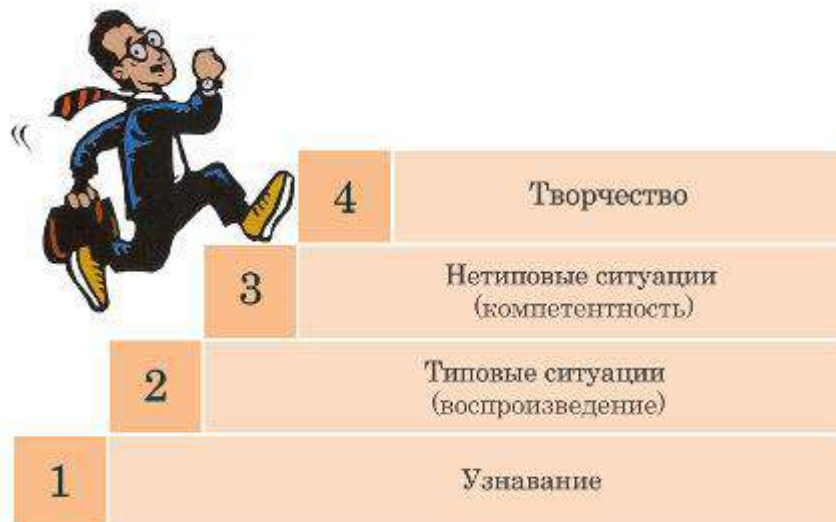 4 Творчество
3 Нетиповые ситуации
(компетентность)
2 Типовые ситуации
(воспроизведение)
1 Узнавание